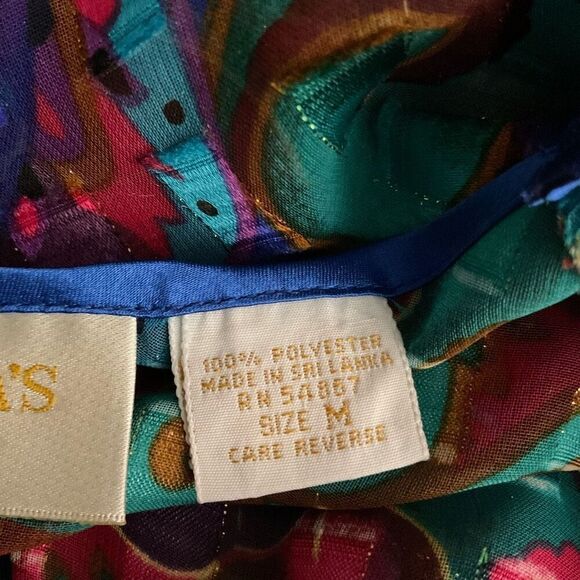 'S
100% POLYESTER
MADE IN SRI LANKA
RN 54867
SIZE M
CARE REVERSE